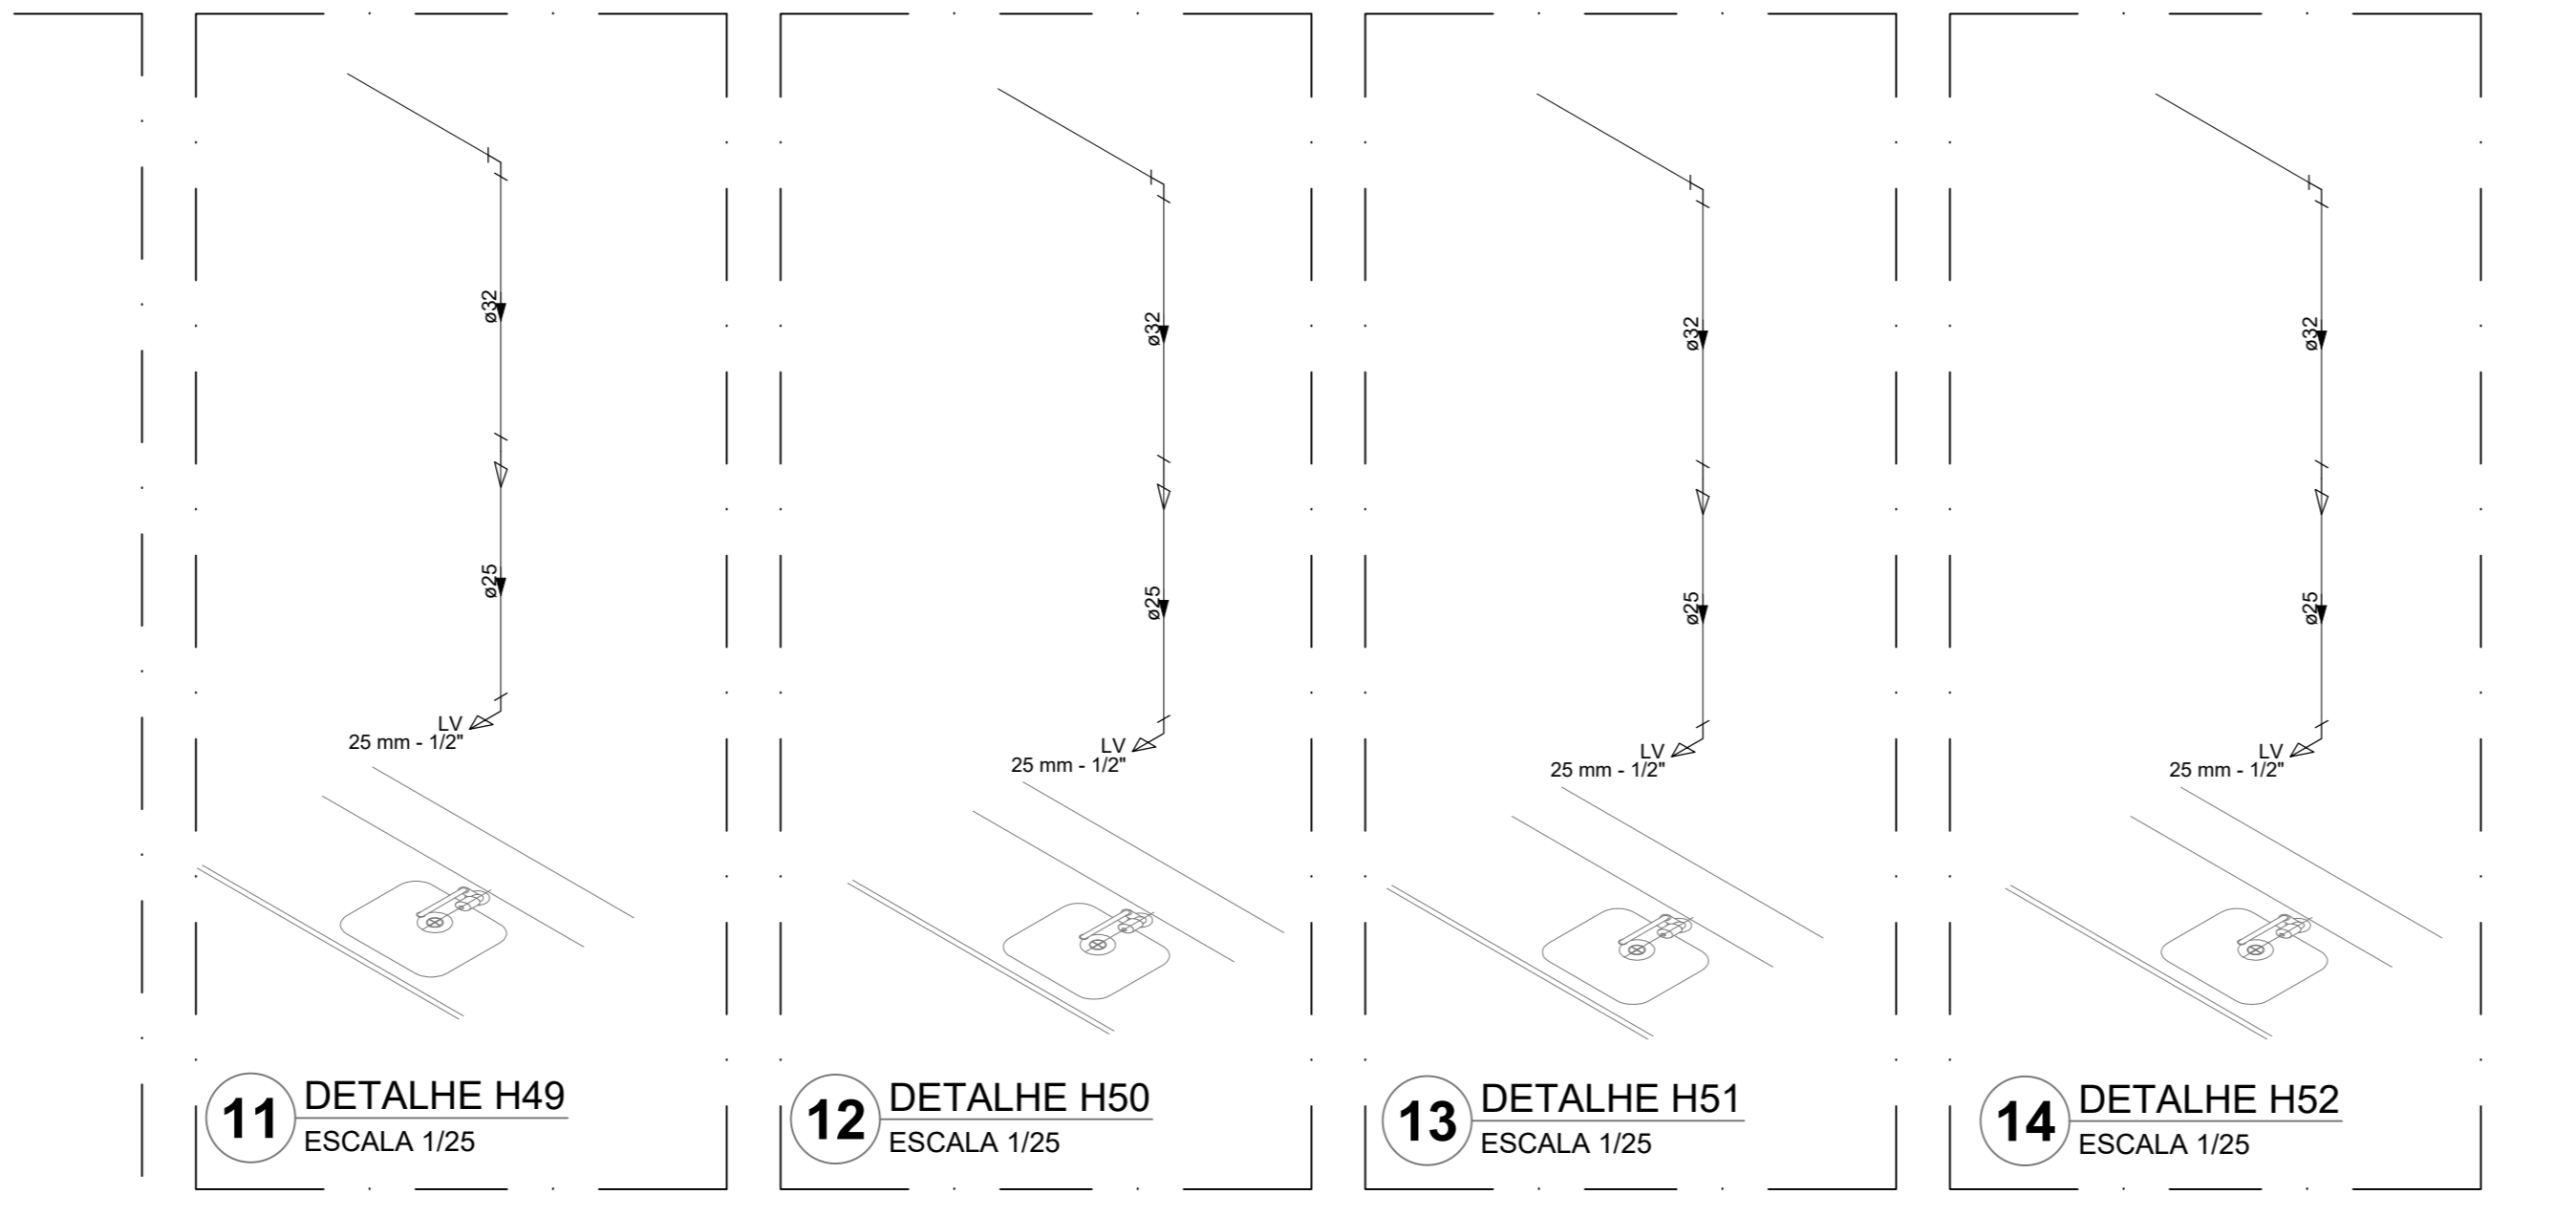 ø32
ø25
LV
25 mm - 1/2"
11
DETALHE H49
ESCALA 1/25
ø32
ø25
LV
25 mm - 1/2"
12
DETALHE H50
ESCALA 1/25
ø32
ø25
LV
25 mm - 1/2"
13
DETALHE H51
ESCALA 1/25
ø32
ø25
LV
25 mm - 1/2"
14
DETALHE H52
ESCALA 1/25